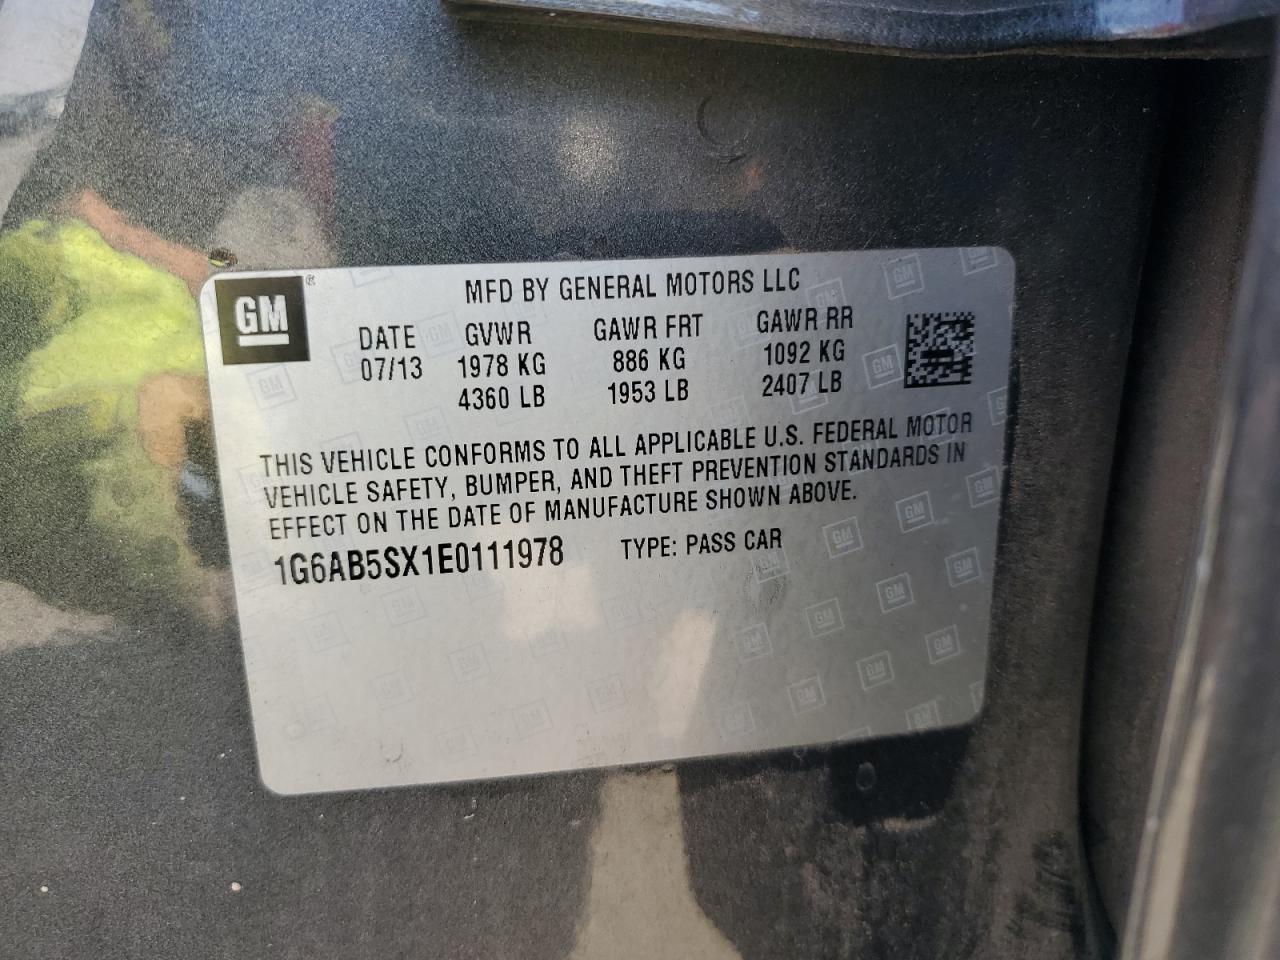 GM
MFD BY GENERAL MOTORS LLC
DATE GVWR GAWR FRT GAWR RR
07/13 1978 KG 886 KG 1092 KG
4360 LB 1953 LB 2407 LB
THIS VEHICLE CONFORMS TO ALL APPLICABLE U.S. FEDERAL MOTOR
VEHICLE SAFETY, BUMPER, AND THEFT PREVENTION STANDARDS IN
EFFECT ON THE DATE OF MANUFACTURE SHOWN ABOVE.
1G6AB5SX1E0111978 TYPE: PASS CAR